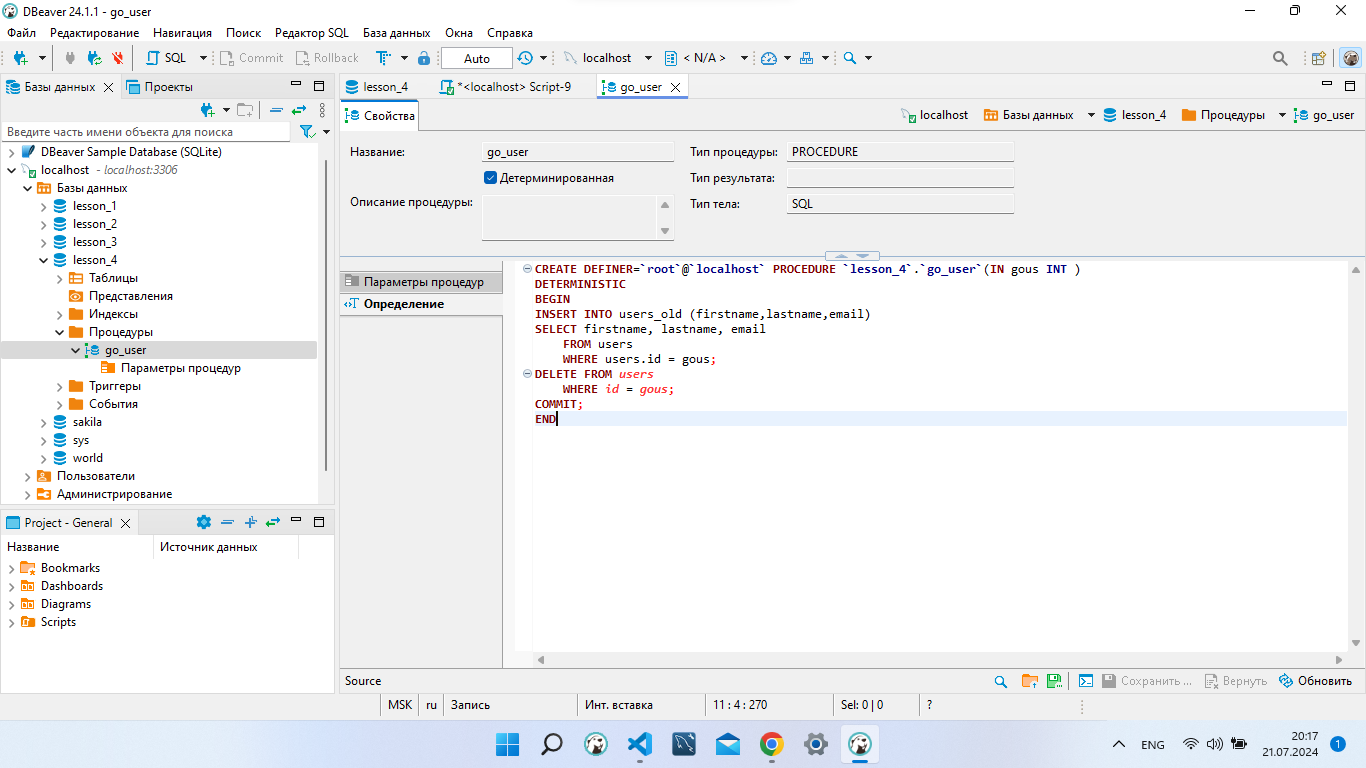 DBeaver 24.1.1 - go_user
Файл Редактирование Навигация Поиск Редактор SQL База данных Окна Справка
SQL Commit Rollback Auto localhost < N/A >
Базы данных Проекты
Введите часть имени объекта для поиска
DBeaver Sample Database (SQLite)
localhost - localhost:3306
Базы данных
lesson_1
lesson_2
lesson_3
lesson_4
Таблицы
Представления
Индексы
Процедуры
go_user
Параметры процедур
Триггеры
События
sakila
sys
world
Пользователи
Администрирование
Project - General
Название Источник данных
Bookmarks
Dashboards
Diagrams
Scripts
lesson_4 *<localhost> Script-9 go_user
Свойства localhost Базы данных lesson_4 Процедуры go_user
Название: go_user Тип процедуры: PROCEDURE
Детерминированная Тип результата:
Описание процедуры: Тип тела: SQL
Параметры процедур
Определение
CREATE DEFINER=`root`@`localhost` PROCEDURE `lesson_4`.`go_user`(IN gous INT )
DETERMINISTIC
BEGIN
INSERT INTO users_old (firstname,lastname,email)
SELECT firstname, lastname, email
FROM users
WHERE users.id = gous;
DELETE FROM users
WHERE id = gous;
COMMIT;
END
Source Сохранить ... Вернуть Обновить
MSK ru Запись Инт. вставка 11 : 4 : 270 Sel: 0 | 0 ?
ENG 20:17 1
21.07.2024